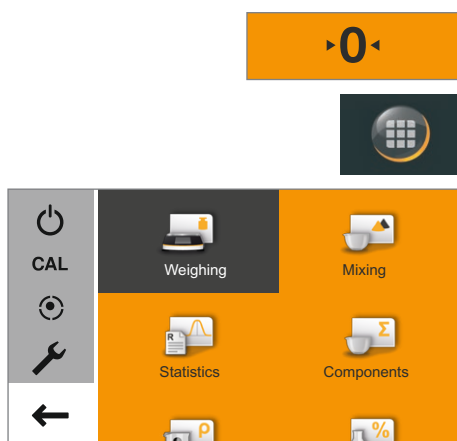 0
Weighing
Mixing
CAL
R
Σ
Statistics
Components
ρ
%